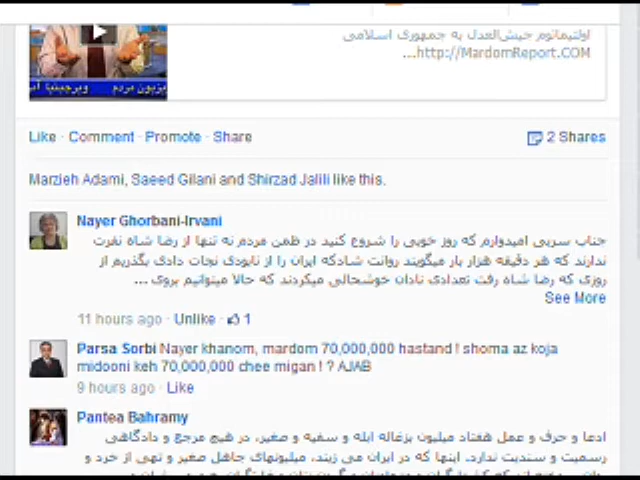 اولتیماتوم جیش‌العدل به جمهوری اسلامی
...http://MardomReport.COM
Like · Comment · Promote · Share
2 Shares
Marzieh Adami, Saeed Gilani and Shirzad Jalili like this.
Nayer Ghorbani-Irvani
جناب سربی امیدوارم که روز خوبی را شروع کنید در ظمن مردم نه تنها از رضا شاه نفرت
ندارند که هر دقیقه هزار بار میگویند روانت شادکه ایران را از نابودی نجات دادی بگذریم از
روزی که رضا شاه رفت تعدادی نادان خوشحالی میکردند که حالا میتوانیم بروی ...
See More
11 hours ago · Unlike · 1
Parsa Sorbi Nayer khanom, mardom 70,000,000 hastand ! shoma az koja
midooni keh 70,000,000 chee migan ! ? AJAB
9 hours ago · Like
Pantea Bahramy
ادعا و حرف و عمل هفتاد میلیون بزغاله ابله و سفیه و صغیر، در هیچ مرجع و دادگاهی
رسمیت و سندیت ندارد. اینها که در ایران می زیند، میلیونهای جاهل صغیر و تهی از خرد و